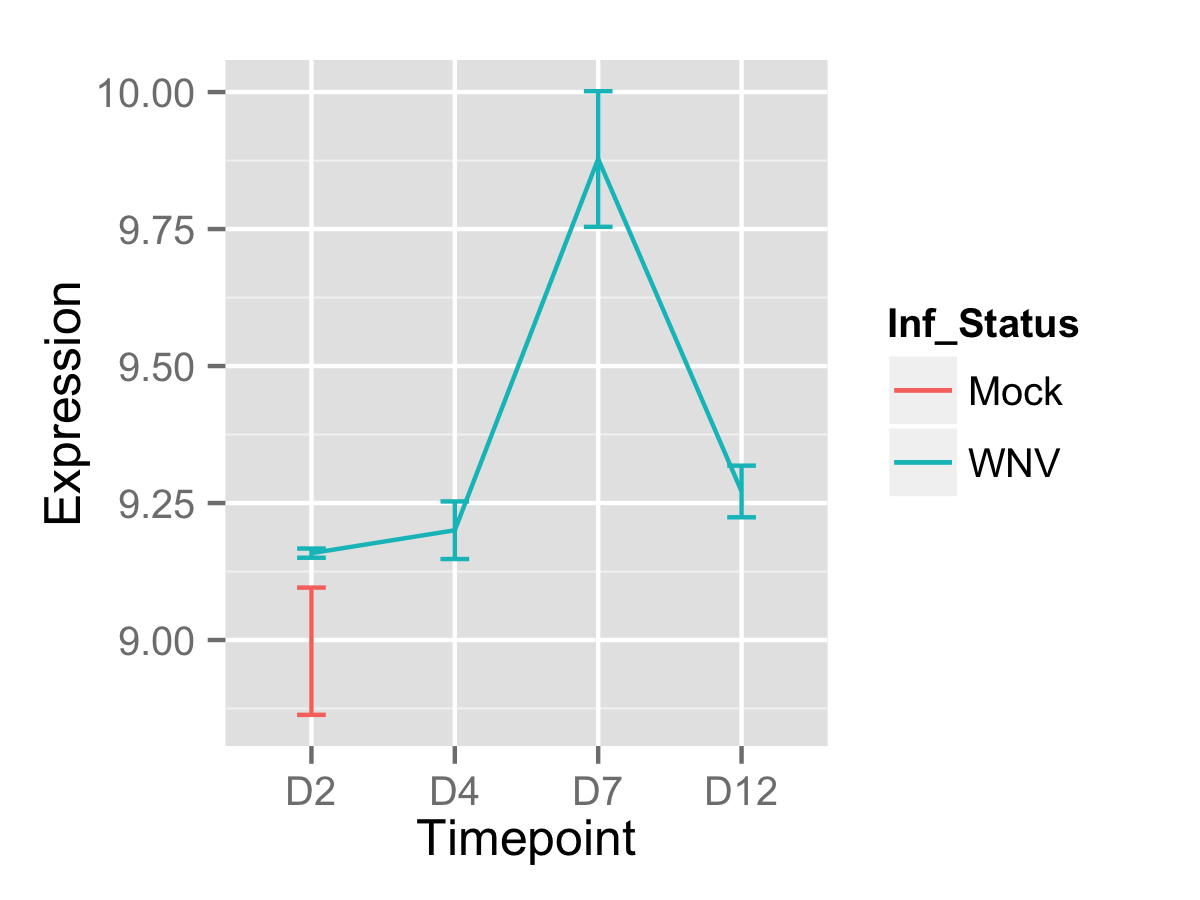 Expression
10.00
9.75
9.50
9.25
9.00
D2 D4 D7 D12
Timepoint
Inf_Status
Mock
WNV